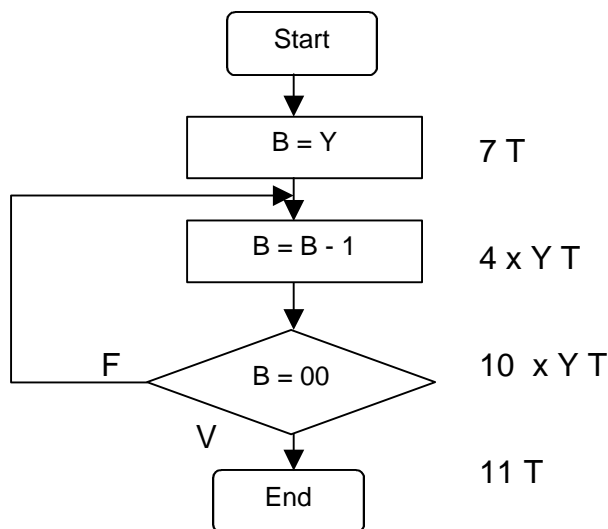 Start
B = Y
7 T
B = B - 1
4 x Y T
F
B = 00
10 x Y T
V
11 T
End